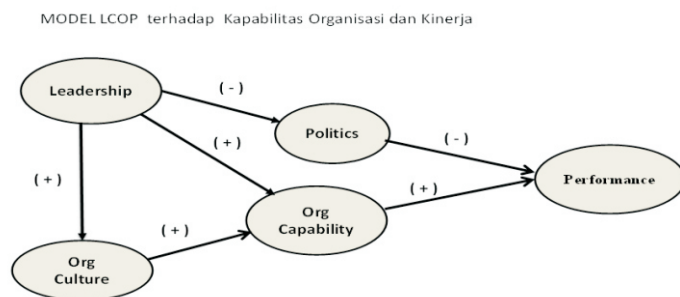 MODEL LCOP terhadap Kapabilitas Organisasi dan Kinerja
Leadership
( - )
Politics
( - )
( + )
( + )
Performance
( + )
Org
Capability
( + )
Org
Culture